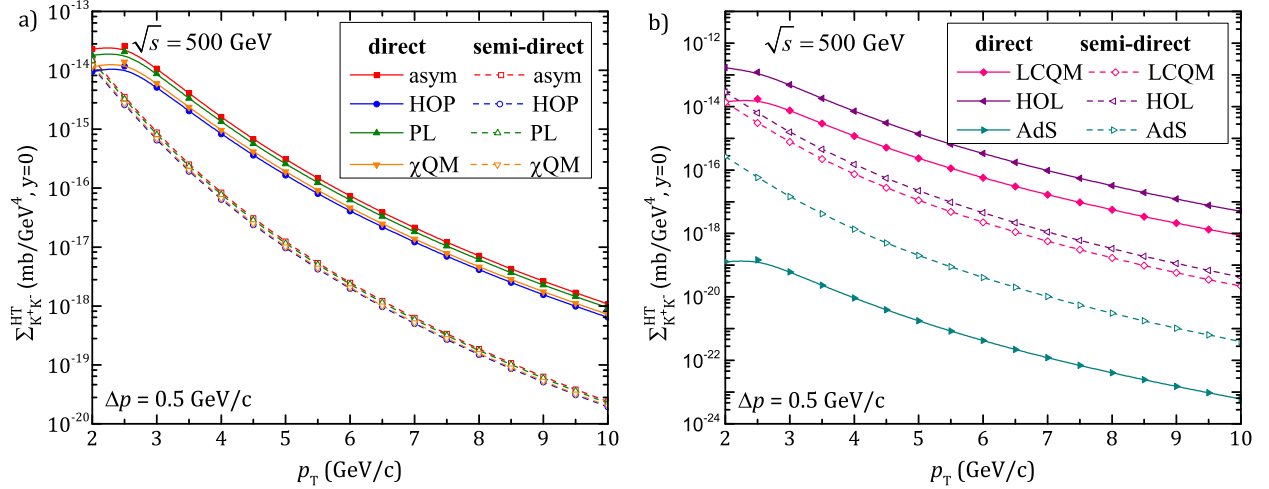 a)
√s = 500 GeV
direct semi-direct
asym asym
HOP HOP
PL PL
χQM χQM
Σ^HT_K⁺K⁻ (mb/GeV⁴, y=0)
10⁻¹³
10⁻¹⁴
10⁻¹⁵
10⁻¹⁶
10⁻¹⁷
10⁻¹⁸
10⁻¹⁹
10⁻²⁰
Δp = 0.5 GeV/c
2 3 4 5 6 7 8 9 10
p_T (GeV/c)
b)
√s = 500 GeV
direct semi-direct
LCQM LCQM
HOL HOL
AdS AdS
Σ^HT_K⁺K⁻ (mb/GeV⁴, y=0)
10⁻¹²
10⁻¹⁴
10⁻¹⁶
10⁻¹⁸
10⁻²⁰
10⁻²²
10⁻²⁴
Δp = 0.5 GeV/c
2 3 4 5 6 7 8 9 10
p_T (GeV/c)